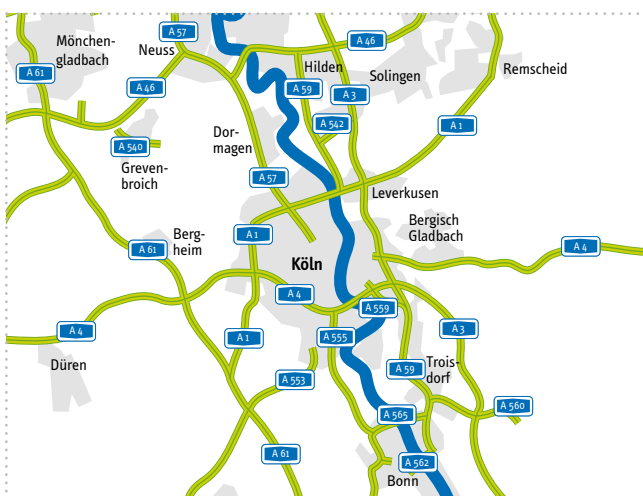 A 57
Mönchen-
gladbach
Neuss
A 46
A 61
Hilden
Solingen
Remscheid
A 46
A 59
A 3
A 542
A 1
Dor-
magen
A 540
Greven-
broich
A 57
Leverkusen
Bergisch
Gladbach
A 1
Berg-
heim
A 61
A 4
Köln
A 4
A 559
A 4
A 1
A 555
A 3
Düren
A 553
A 59
Trois-
dorf
A 565
A 560
A 61
A 562
Bonn